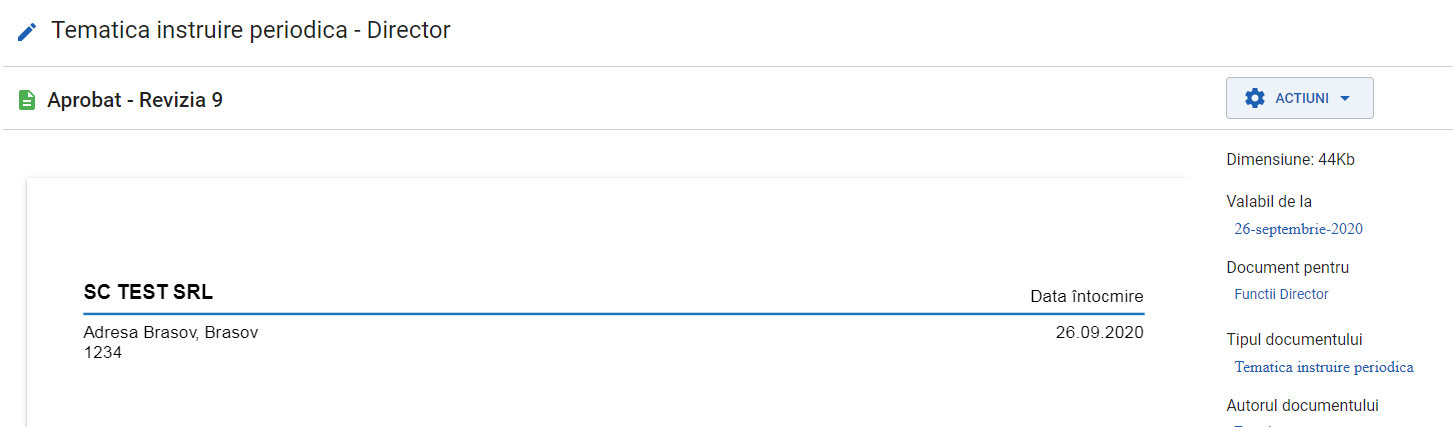 Tematica instruire periodica - Director
Aprobat - Revizia 9
ACTIUNI
Dimensiune: 44Kb
Valabil de la
26-septembrie-2020
Document pentru
Functii Director
Tipul documentului
Tematica instruire periodica
Autorul documentului
SC TEST SRL
Data întocmire
Adresa Brasov, Brasov
26.09.2020
1234